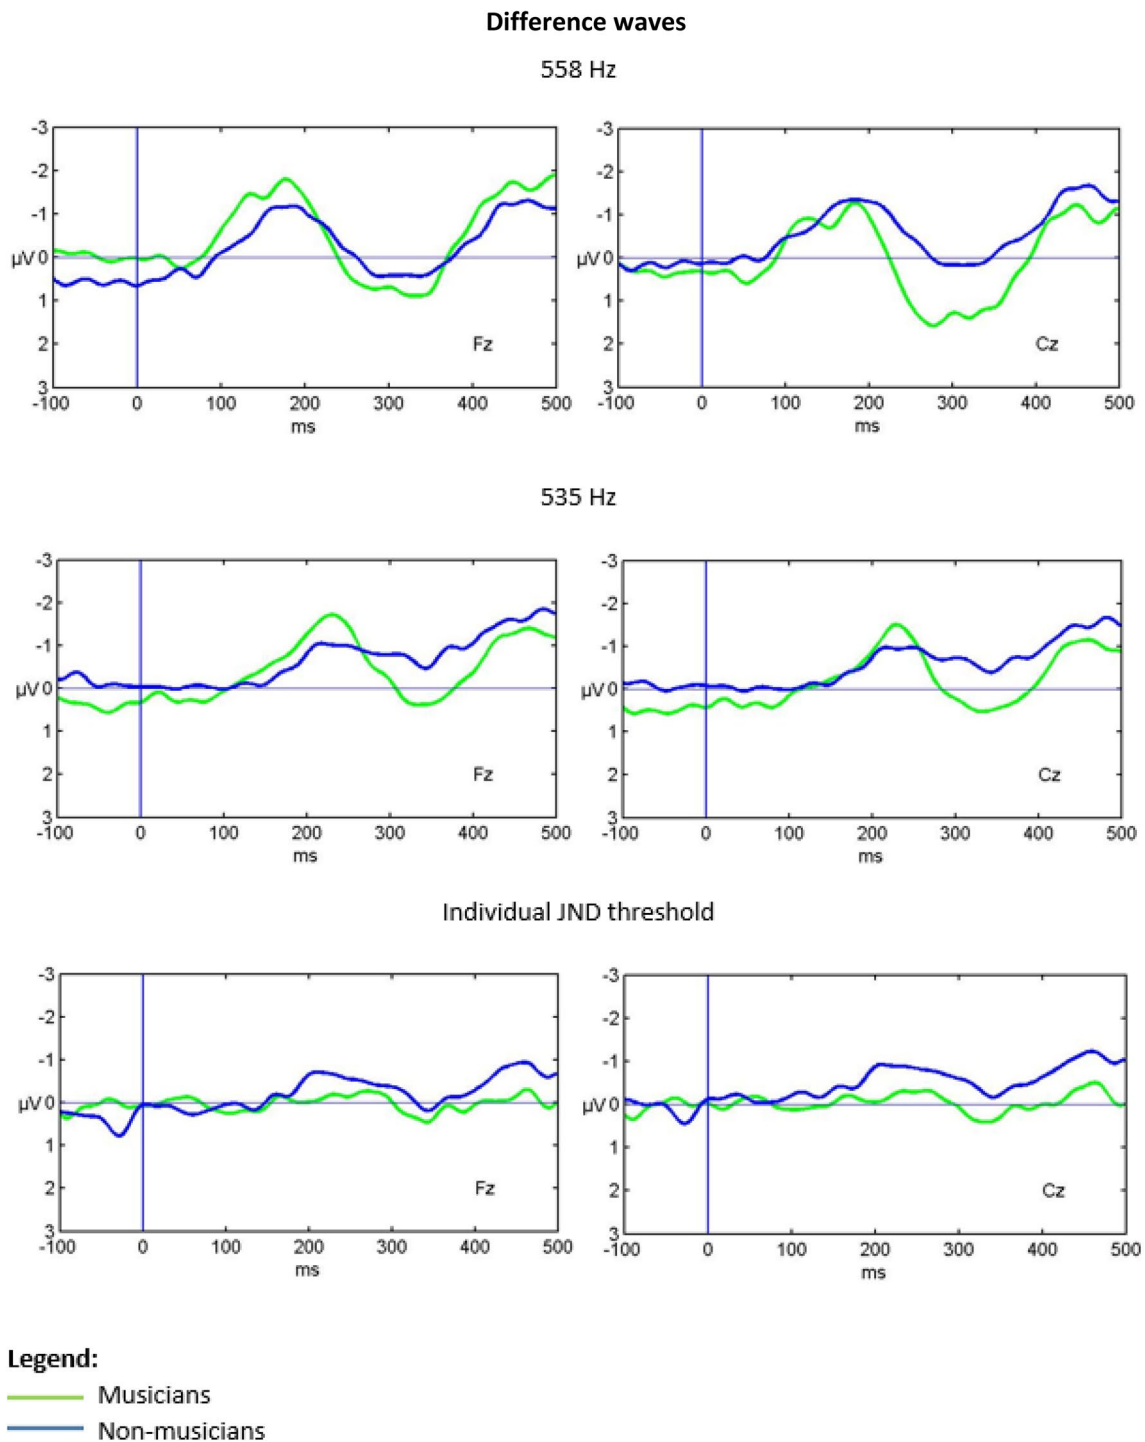 Difference waves
558 Hz
-3
-2
-1
µV 0
1
2
3
Fz
-100 0 100 200 300 400 500
ms
-3
-2
-1
µV 0
1
2
3
Cz
-100 0 100 200 300 400 500
ms
535 Hz
-3
-2
-1
µV 0
1
2
3
Fz
-100 0 100 200 300 400 500
ms
-3
-2
-1
µV 0
1
2
3
Cz
-100 0 100 200 300 400 500
ms
Individual JND threshold
-3
-2
-1
µV 0
1
2
3
Fz
-100 0 100 200 300 400 500
ms
-3
-2
-1
µV 0
1
2
3
Cz
-100 0 100 200 300 400 500
ms
Legend:
Musicians
Non-musicians